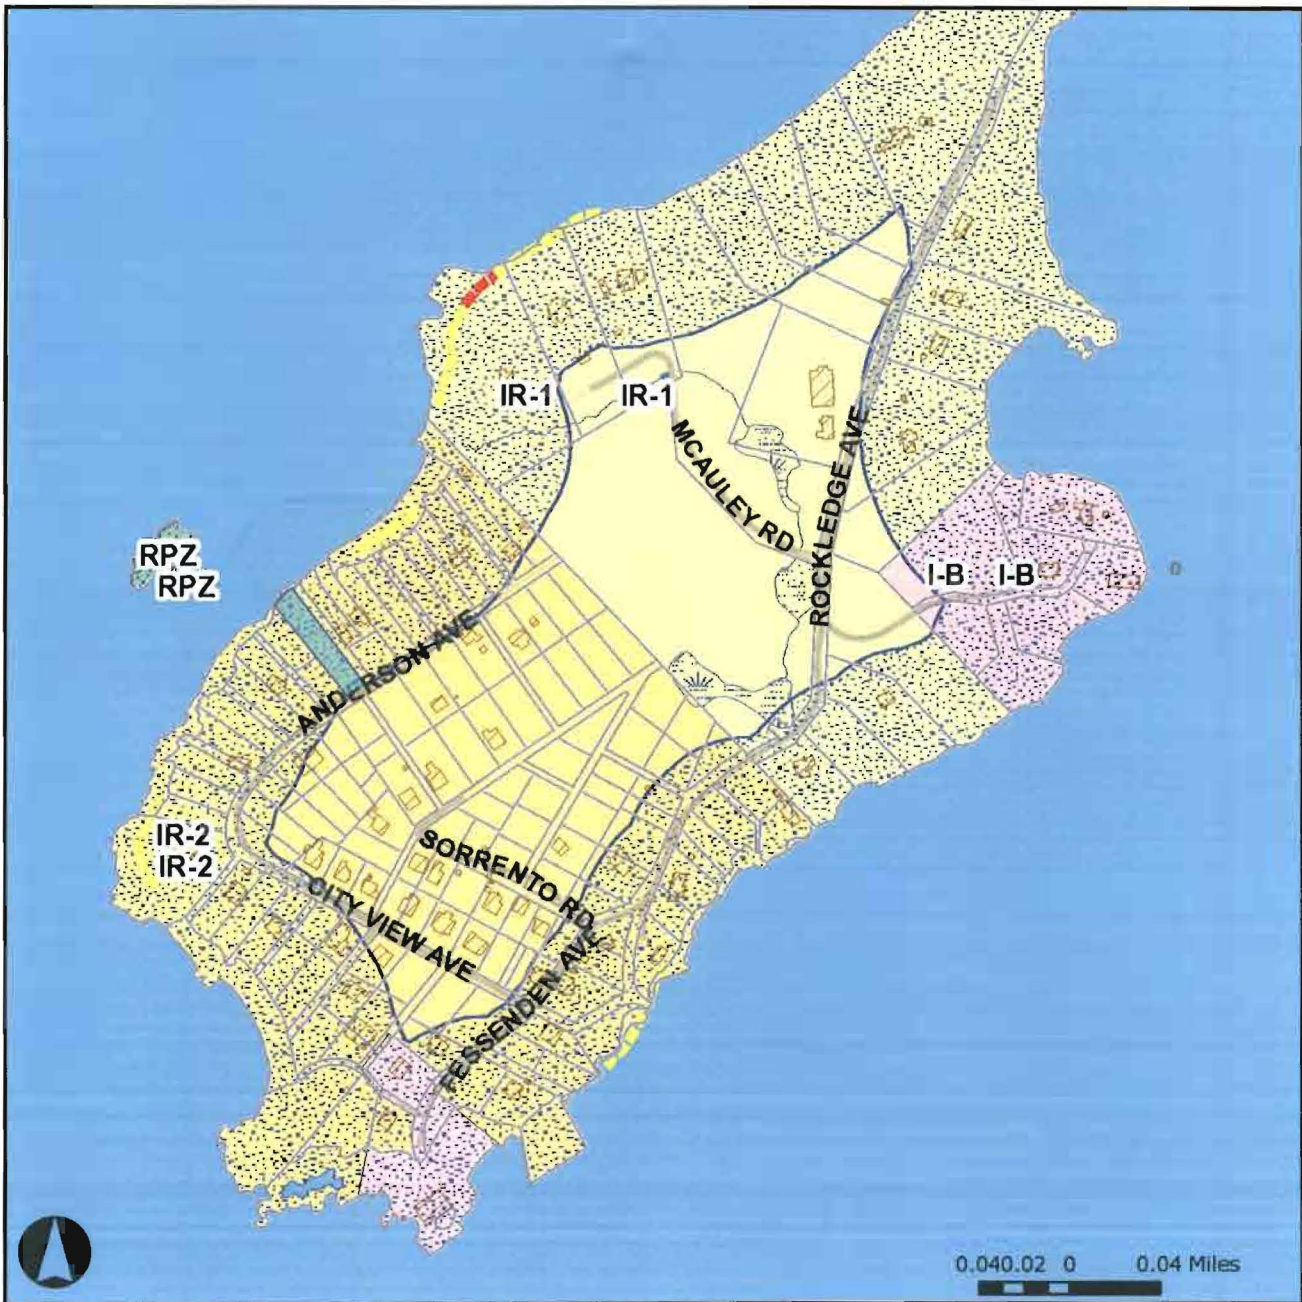 IR-1
IR-1
MCAULEY RD
ROCKLEDGE AVE
RPZ
RPZ
I-B
I-B
ANDERSON AVE
IR-2
IR-2
SORRENTO RD
CITY VIEW AVE
FESSENDEN AVE
0.040.02 0 0.04 Miles